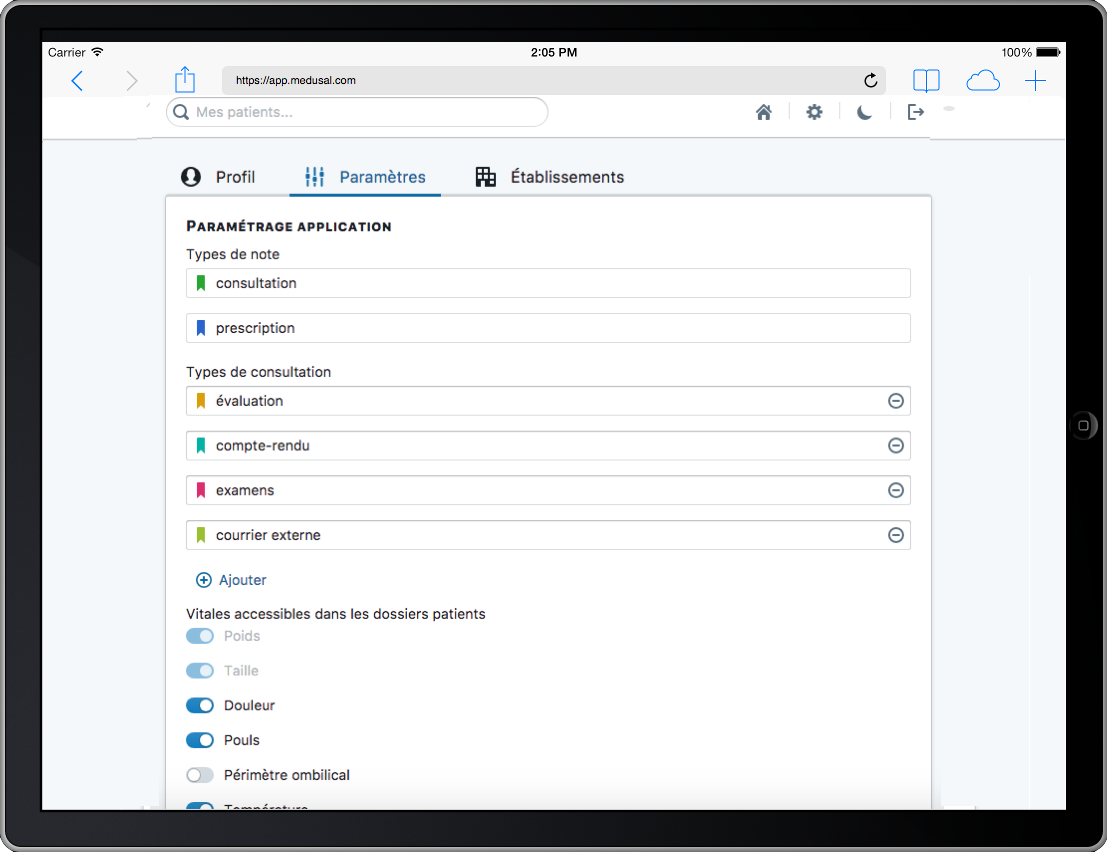 Carrier 2:05 PM 100%
https://app.medusal.com
Mes patients...
Profil Paramètres Établissements
PARAMÉTRAGE APPLICATION
Types de note
consultation
prescription
Types de consultation
évaluation
compte-rendu
examens
courrier externe
Ajouter
Vitales accessibles dans les dossiers patients
Poids
Taille
Douleur
Pouls
Périmètre ombilical
Température